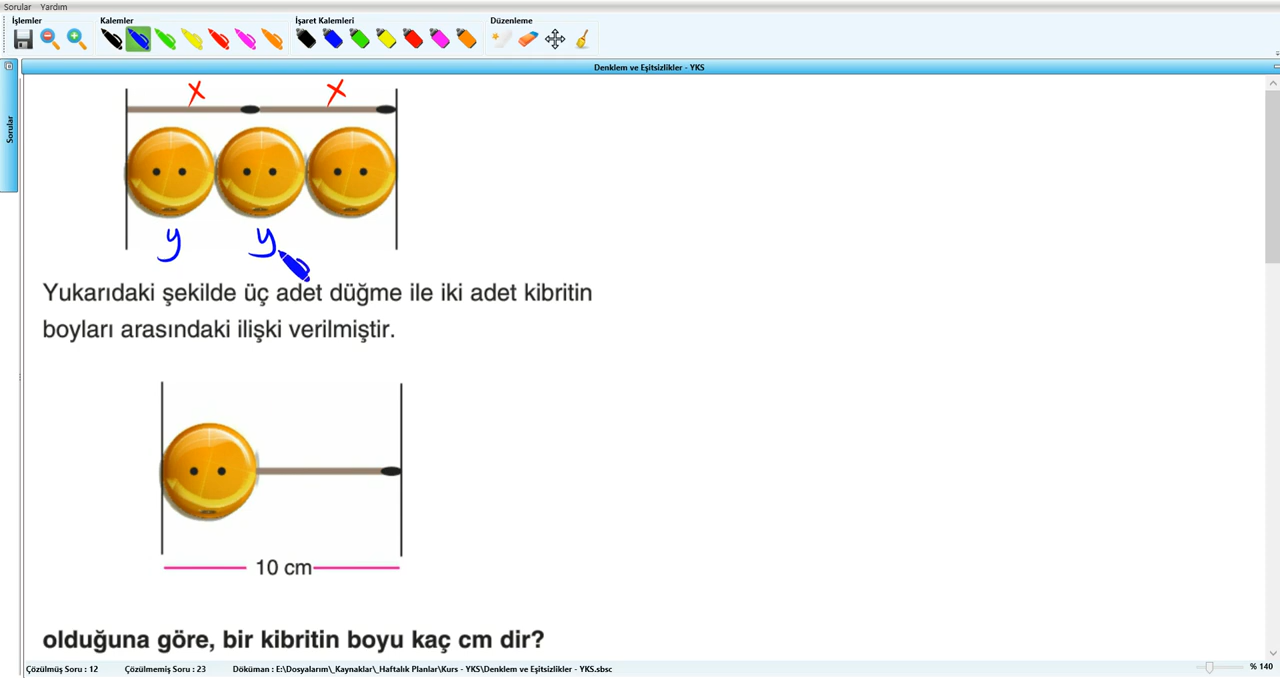 Sorular Yardım
İşlemler Kalemler İşaret Kalemleri Düzenleme
Denklem ve Eşitsizlikler - YKS
Sorular
x x
y y
Yukarıdaki şekilde üç adet düğme ile iki adet kibritin
boyları arasındaki ilişki verilmiştir.
10 cm
olduğuna göre, bir kibritin boyu kaç cm dir?
Çözülmüş Soru : 12 Çözülmemiş Soru : 23 Döküman : E:\Dosyalarım\_Kaynaklar\_Haftalık Planlar\Kurs - YKS\Denklem ve Eşitsizlikler - YKS.sbsc % 140